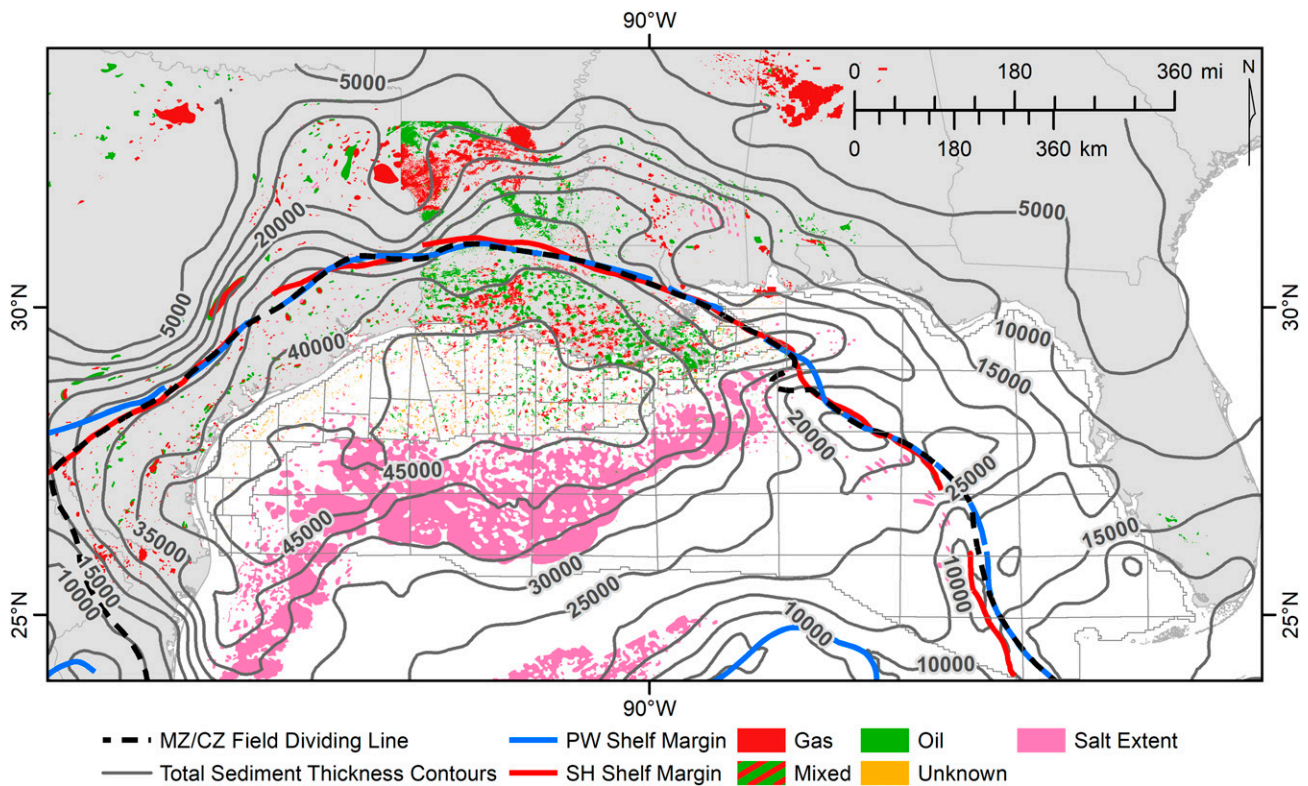 90°W
0 180 360 mi
N
0 180 360 km
5000
5000
20000
5000
30°N
30°N
10000
40000
15000
20000
45000
25000
35000
45000
15000
15000
30000
10000
10000
25000
25°N
25°N
10000
10000
90°W
MZ/CZ Field Dividing Line
PW Shelf Margin
Gas
Oil
Salt Extent
Total Sediment Thickness Contours
SH Shelf Margin
Mixed
Unknown